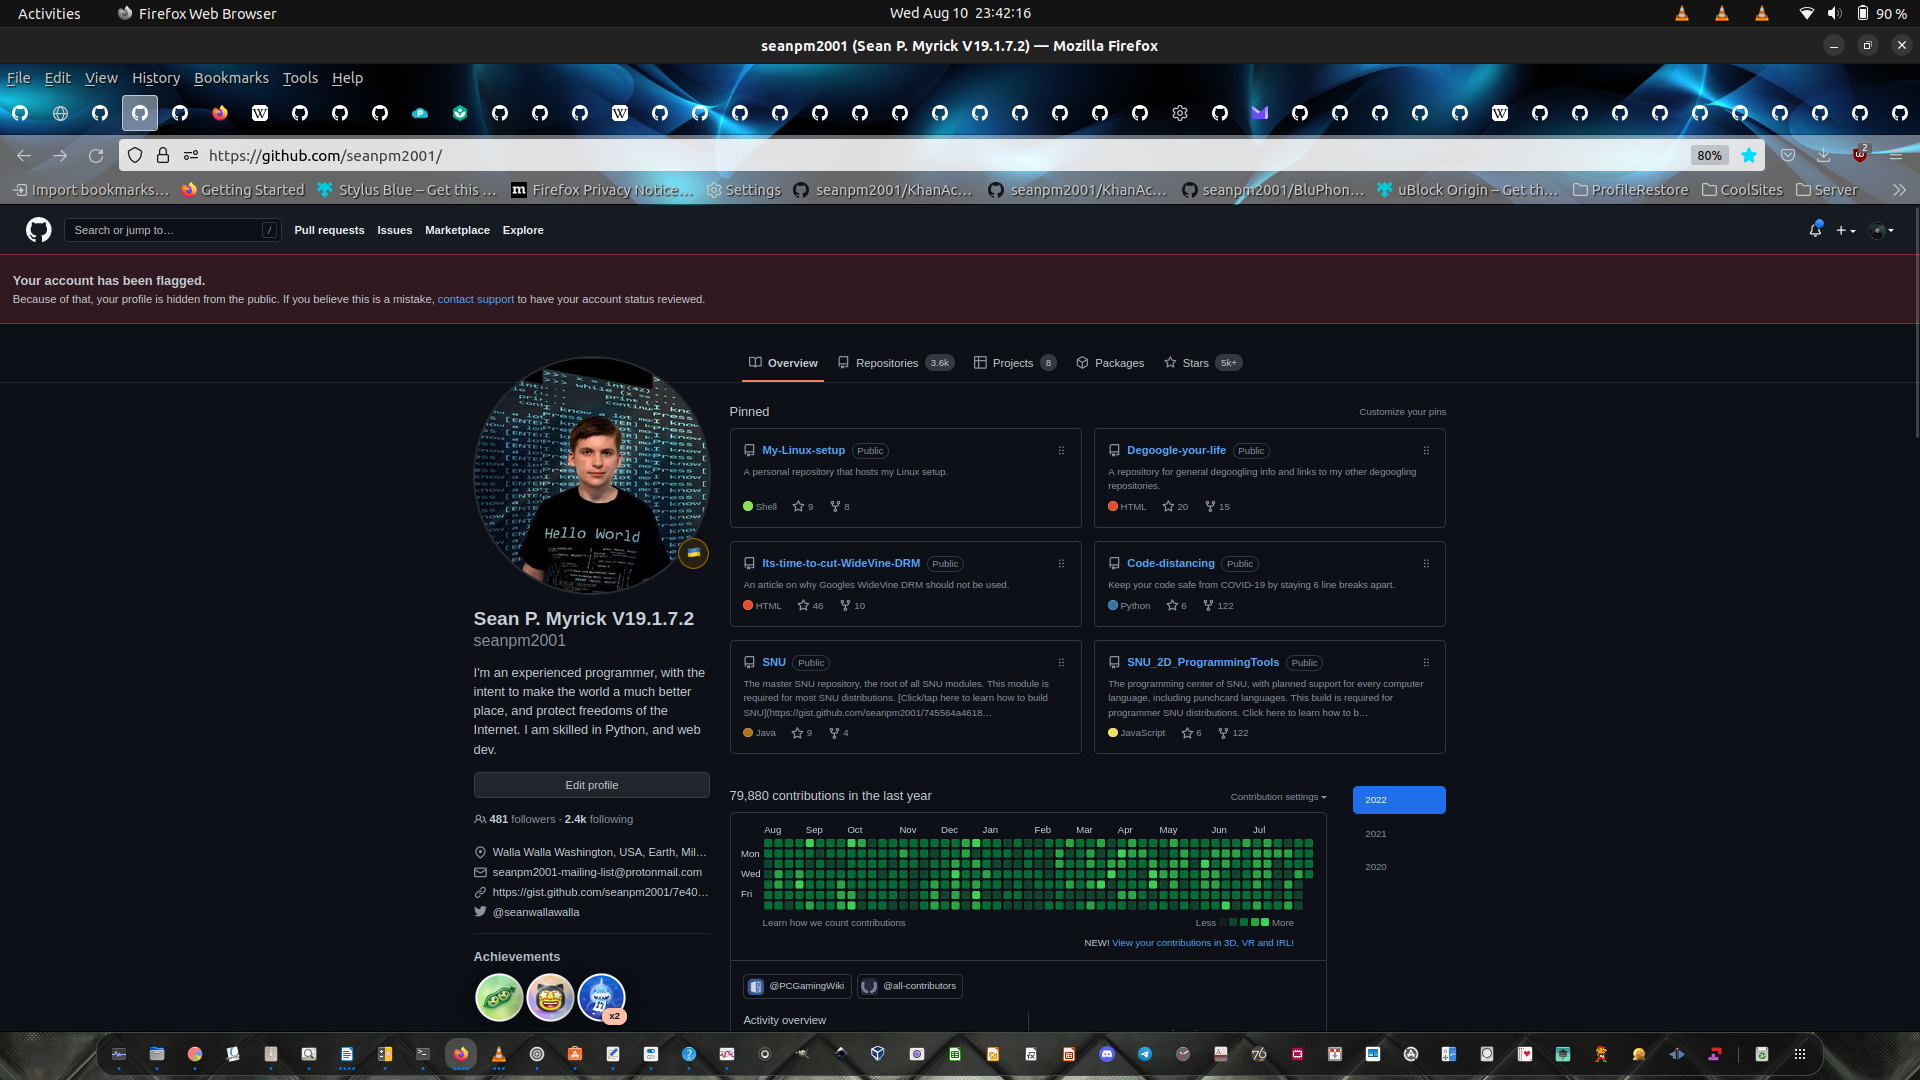 Activities
Firefox Web Browser
Wed Aug 10 23:42:16
90 %
seanpm2001 (Sean P. Myrick V19.1.7.2) — Mozilla Firefox
File Edit View History Bookmarks Tools Help
https://github.com/seanpm2001/
80%
2
Import bookmarks…
Getting Started
Stylus Blue – Get this …
Firefox Privacy Notice…
Settings
seanpm2001/KhanAc…
seanpm2001/KhanAc…
seanpm2001/BluPhon…
uBlock Origin – Get th…
ProfileRestore
CoolSites
Server
Search or jump to…
/
Pull requests
Issues
Marketplace
Explore
Your account has been flagged.
Because of that, your profile is hidden from the public. If you believe this is a mistake, contact support to have your account status reviewed.
Overview
Repositories 3.6k
Projects 8
Packages
Stars 5k+
Hello World
Sean P. Myrick V19.1.7.2
seanpm2001
I'm an experienced programmer, with the
intent to make the world a much better
place, and protect freedoms of the
Internet. I am skilled in Python, and web
dev.
Edit profile
481 followers · 2.4k following
Walla Walla Washington, USA, Earth, Mil…
seanpm2001-mailing-list@protonmail.com
https://gist.github.com/seanpm2001/7e40…
@seanwallawalla
Achievements
x2
Pinned
Customize your pins
My-Linux-setup Public
A personal repository that hosts my Linux setup.
Shell 9 8
Degoogle-your-life Public
A repository for general degoogling info and links to my other degoogling
repositories.
HTML 20 15
Its-time-to-cut-WideVine-DRM Public
An article on why Googles WideVine DRM should not be used.
HTML 46 10
Code-distancing Public
Keep your code safe from COVID-19 by staying 6 line breaks apart.
Python 6 122
SNU Public
The master SNU repository, the root of all SNU modules. This module is
required for most SNU distributions. [Click/tap here to learn how to build
SNU](https://gist.github.com/seanpm2001/745564a4618…
Java 9 4
SNU_2D_ProgrammingTools Public
The programming center of SNU, with planned support for every computer
language, including punchcard languages. This build is required for
programmer SNU distributions. Click here to learn how to b…
JavaScript 6 122
79,880 contributions in the last year
Contribution settings
2022
2021
2020
Aug Sep Oct Nov Dec Jan Feb Mar Apr May Jun Jul
Mon
Wed
Fri
Learn how we count contributions
Less More
NEW! View your contributions in 3D, VR and IRL!
@PCGamingWiki
@all-contributors
Activity overview